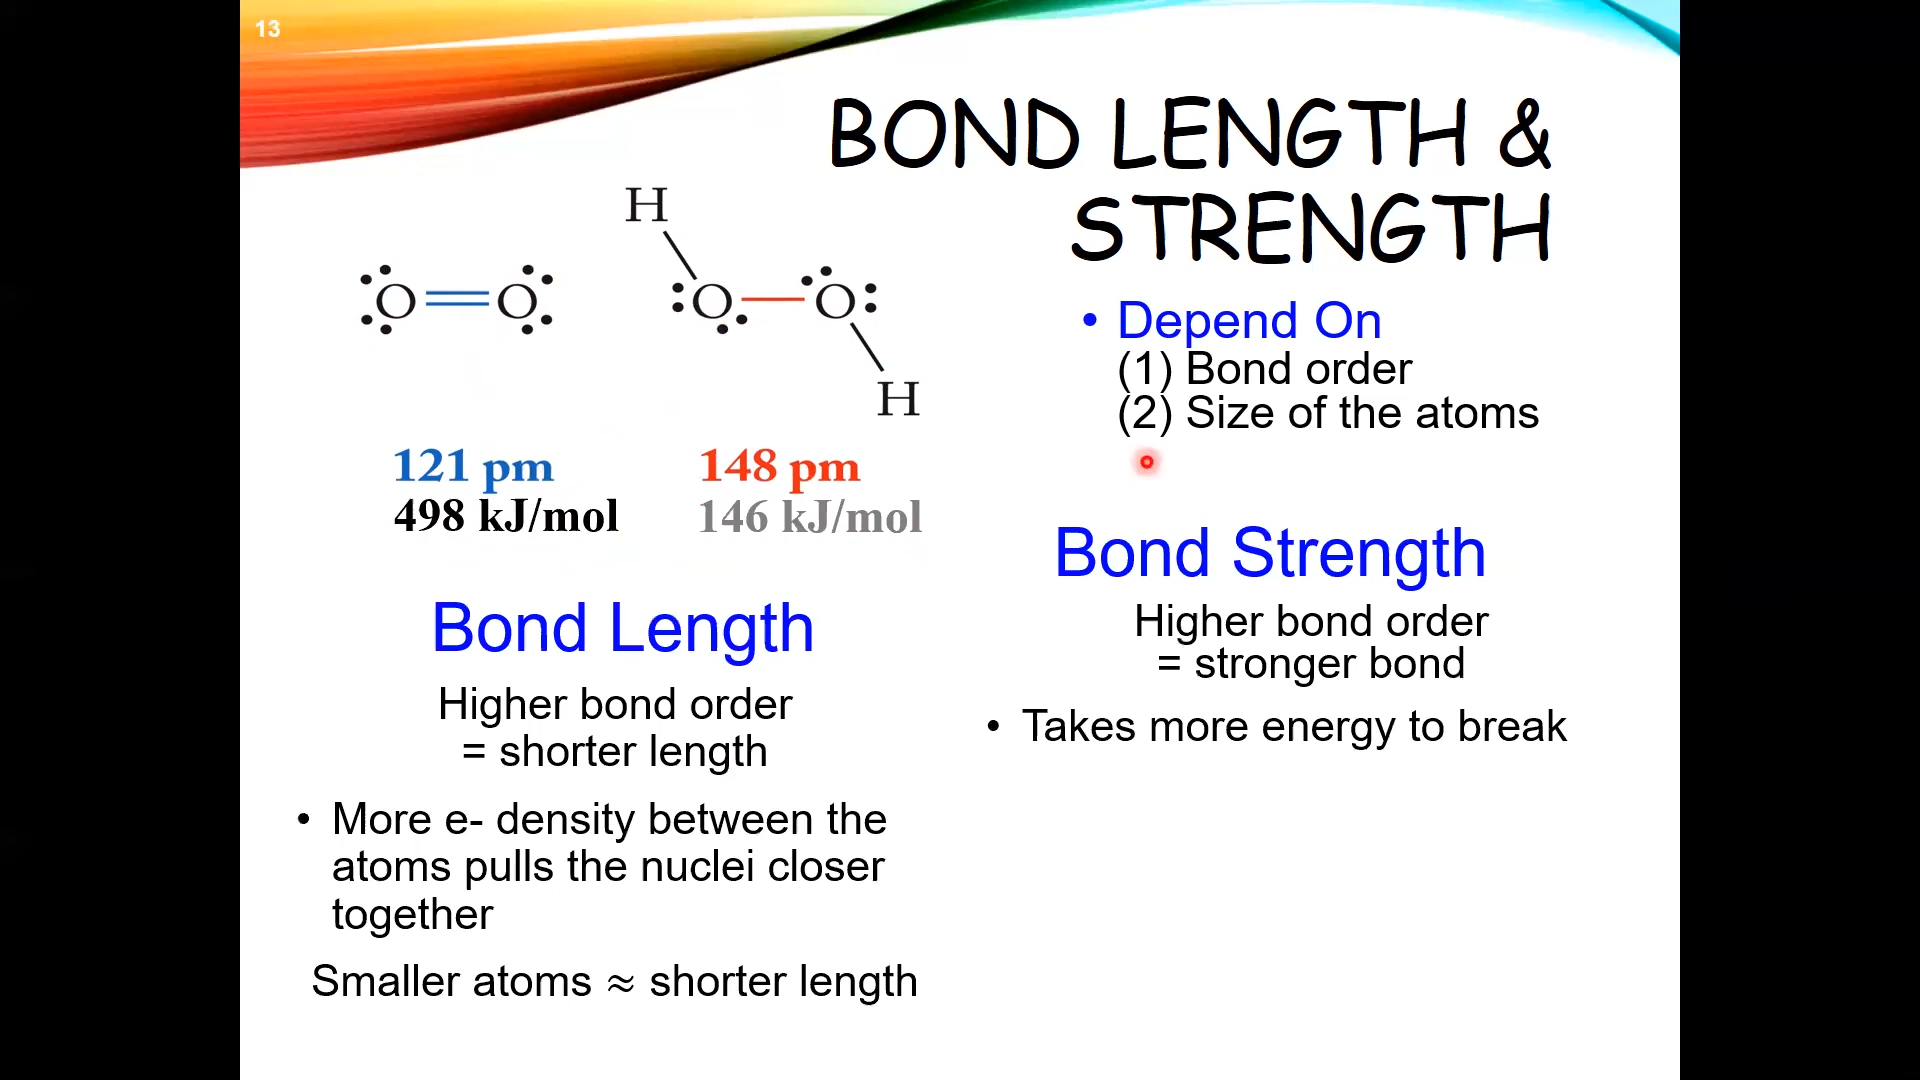 13
BOND LENGTH &
STRENGTH
H
O O
O O
H
121 pm
498 kJ/mol
148 pm
146 kJ/mol
• Depend On
(1) Bond order
(2) Size of the atoms
Bond Length
Higher bond order
= shorter length
• More e- density between the
atoms pulls the nuclei closer
together
Smaller atoms ≈ shorter length
Bond Strength
Higher bond order
= stronger bond
• Takes more energy to break